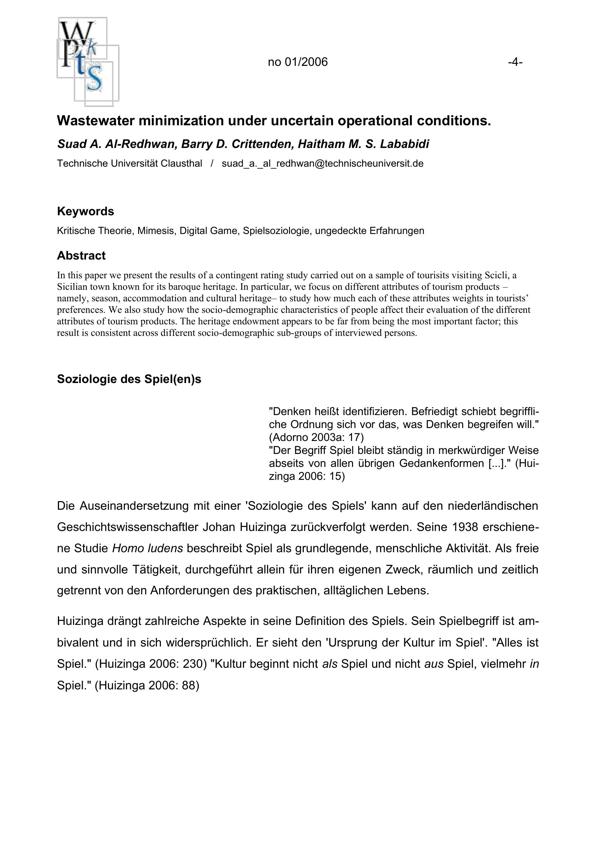 W
P k
t s
no 01/2006 -4-
Wastewater minimization under uncertain operational conditions.
Suad A. Al-Redhwan, Barry D. Crittenden, Haitham M. S. Lababidi
Technische Universität Clausthal / suad_a._al_redhwan@technischeuniversit.de
Keywords
Kritische Theorie, Mimesis, Digital Game, Spielsoziologie, ungedeckte Erfahrungen
Abstract
In this paper we present the results of a contingent rating study carried out on a sample of tourisits visiting Scicli, a
Sicilian town known for its baroque heritage. In particular, we focus on different attributes of tourism products –
namely, season, accommodation and cultural heritage– to study how much each of these attributes weights in tourists'
preferences. We also study how the socio-demographic characteristics of people affect their evaluation of the different
attributes of tourism products. The heritage endowment appears to be far from being the most important factor; this
result is consistent across different socio-demographic sub-groups of interviewed persons.
Soziologie des Spiel(en)s
"Denken heißt identifizieren. Befriedigt schiebt begriffli-
che Ordnung sich vor das, was Denken begreifen will."
(Adorno 2003a: 17)
"Der Begriff Spiel bleibt ständig in merkwürdiger Weise
abseits von allen übrigen Gedankenformen [...]." (Hui-
zinga 2006: 15)
Die Auseinandersetzung mit einer 'Soziologie des Spiels' kann auf den niederländischen
Geschichtswissenschaftler Johan Huizinga zurückverfolgt werden. Seine 1938 erschiene-
ne Studie Homo ludens beschreibt Spiel als grundlegende, menschliche Aktivität. Als freie
und sinnvolle Tätigkeit, durchgeführt allein für ihren eigenen Zweck, räumlich und zeitlich
getrennt von den Anforderungen des praktischen, alltäglichen Lebens.
Huizinga drängt zahlreiche Aspekte in seine Definition des Spiels. Sein Spielbegriff ist am-
bivalent und in sich widersprüchlich. Er sieht den 'Ursprung der Kultur im Spiel'. "Alles ist
Spiel." (Huizinga 2006: 230) "Kultur beginnt nicht als Spiel und nicht aus Spiel, vielmehr in
Spiel." (Huizinga 2006: 88)